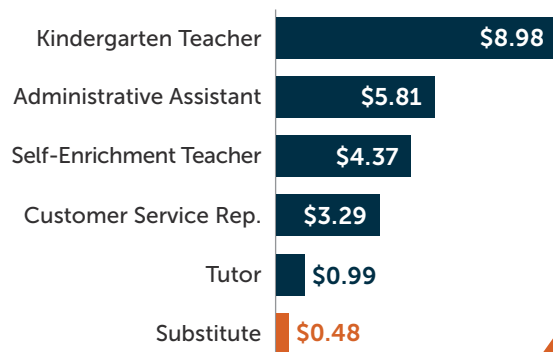 Kindergarten Teacher $8.98
Administrative Assistant $5.81
Self-Enrichment Teacher $4.37
Customer Service Rep. $3.29
Tutor $0.99
Substitute $0.48